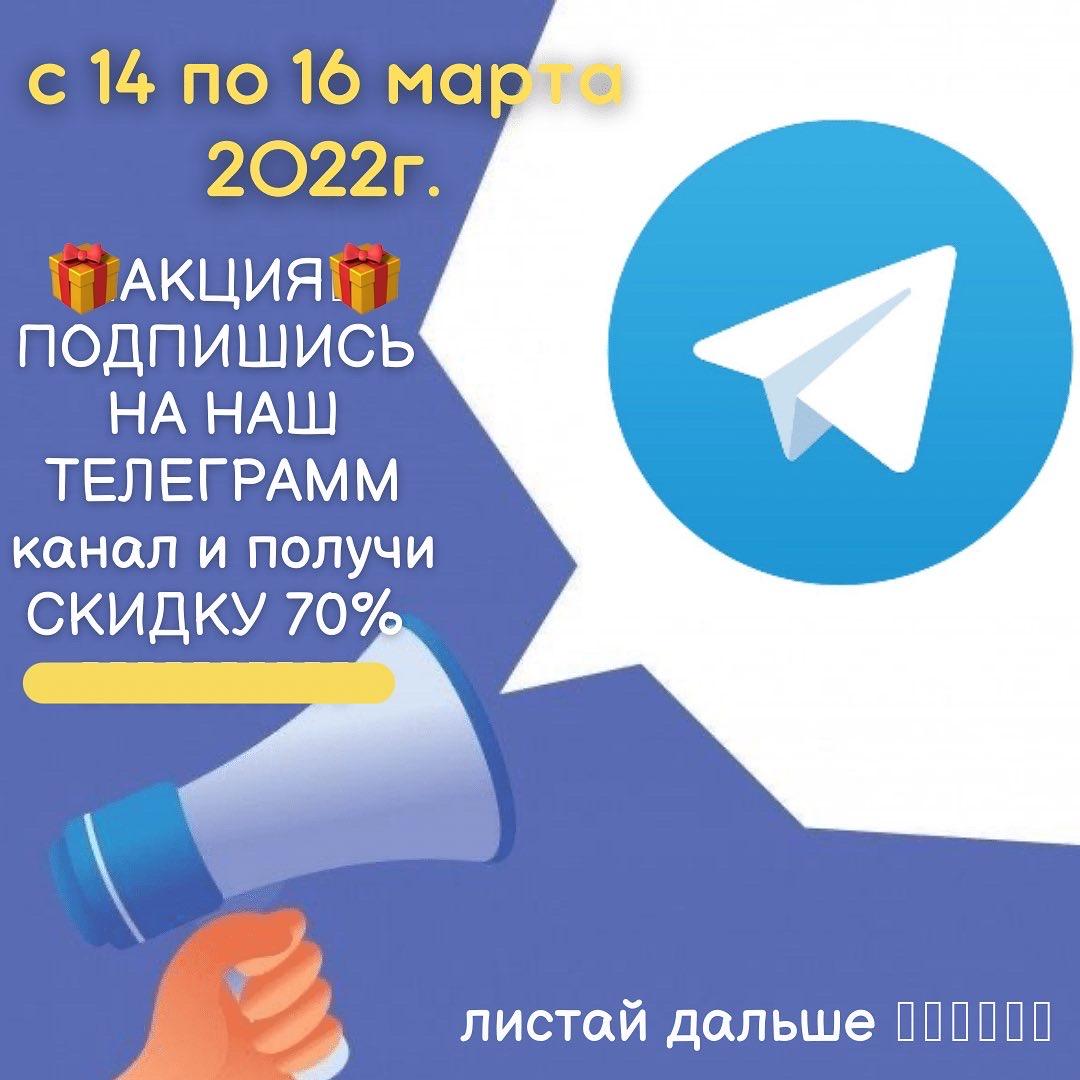 с 14 по 16 марта
2022г.
🎁АКЦИЯ🎁
ПОДПИШИСЬ
НА НАШ
ТЕЛЕГРАММ
канал и получи
СКИДКУ 70%
листай дальше ▯▯▯▯▯▯